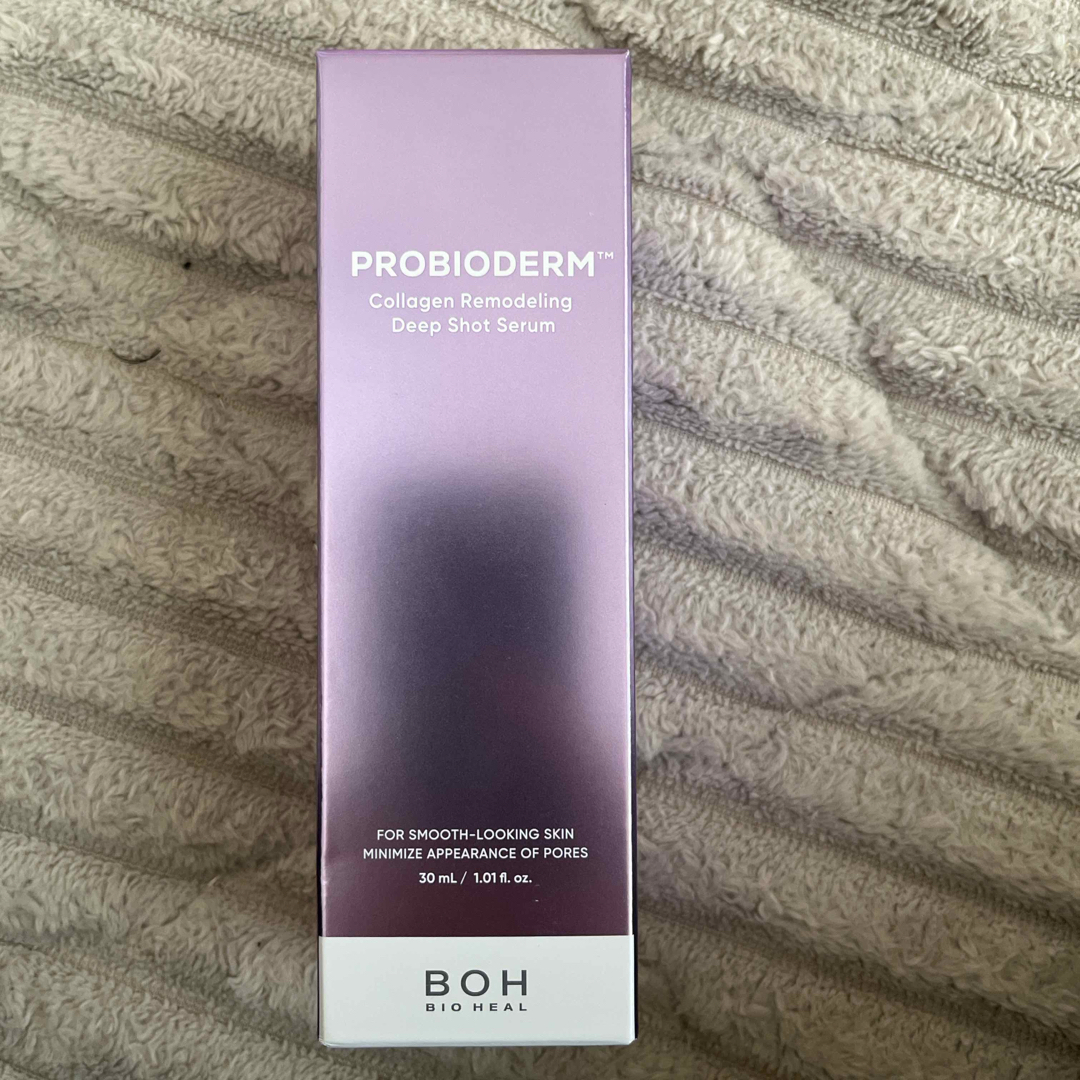 PROBIODERM™
Collagen Remodeling
Deep Shot Serum
FOR SMOOTH-LOOKING SKIN
MINIMIZE APPEARANCE OF PORES
30 mL / 1.01 fl. oz.
BOH
BIO HEAL